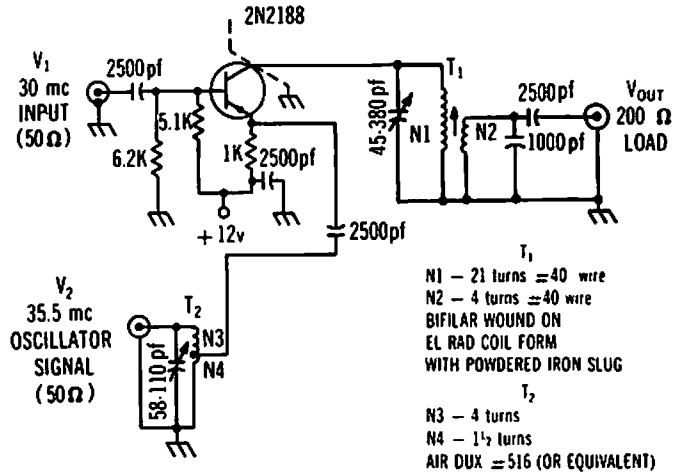 2N2188
V1
30 mc
INPUT
(50Ω)
2500pf
5.1K
6.2K
1K
2500pf
+12v
2500pf
45-380pf
T1
N1
N2
2500pf
1000pf
VOUT
200 Ω
LOAD
V2
35.5 mc
OSCILLATOR
SIGNAL
(50Ω)
T2
N3
N4
58-110pf
T1
N1 – 21 turns =40 wire
N2 – 4 turns =40 wire
BIFILAR WOUND ON
EL RAD COIL FORM
WITH POWDERED IRON SLUG
T2
N3 – 4 turns
N4 – 1½ turns
AIR DUX =516 (OR EQUIVALENT)